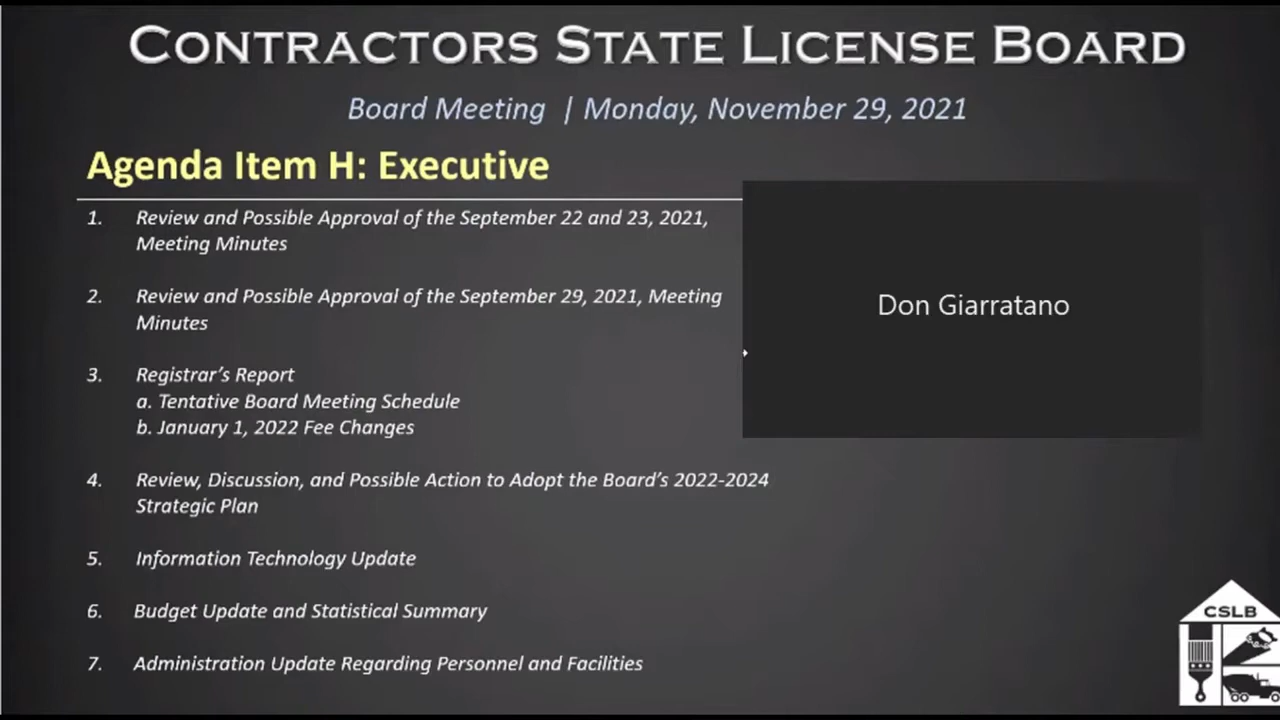 CONTRACTORS STATE LICENSE BOARD
Board Meeting | Monday, November 29, 2021
Agenda Item H: Executive
1. Review and Possible Approval of the September 22 and 23, 2021,
Meeting Minutes
2. Review and Possible Approval of the September 29, 2021, Meeting
Minutes
3. Registrar's Report
a. Tentative Board Meeting Schedule
b. January 1, 2022 Fee Changes
4. Review, Discussion, and Possible Action to Adopt the Board's 2022-2024
Strategic Plan
5. Information Technology Update
6. Budget Update and Statistical Summary
7. Administration Update Regarding Personnel and Facilities
Don Giarratano
CSLB